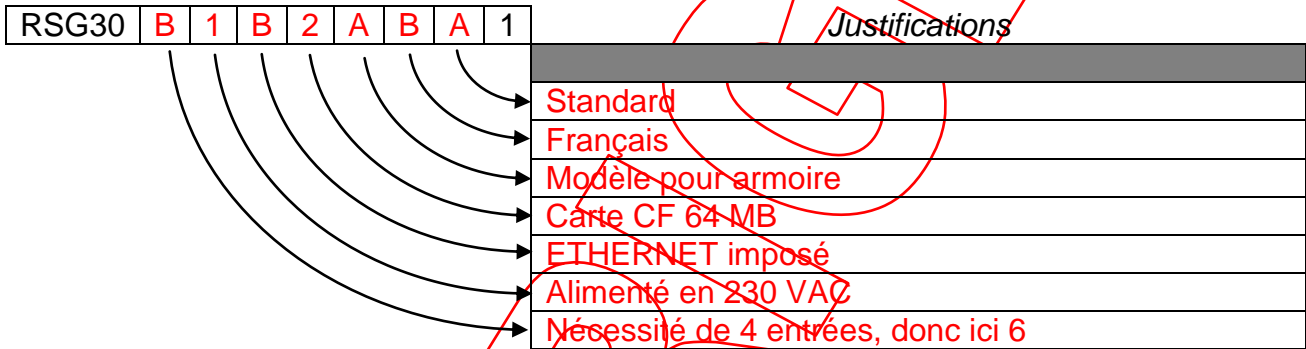 RSG30 B 1 B 2 A B A 1 Justifications
Standard
Français
Modèle pour armoire
Carte CF 64 MB
ETHERNET imposé
Alimenté en 230 VAC
Nécessité de 4 entrées, donc ici 6